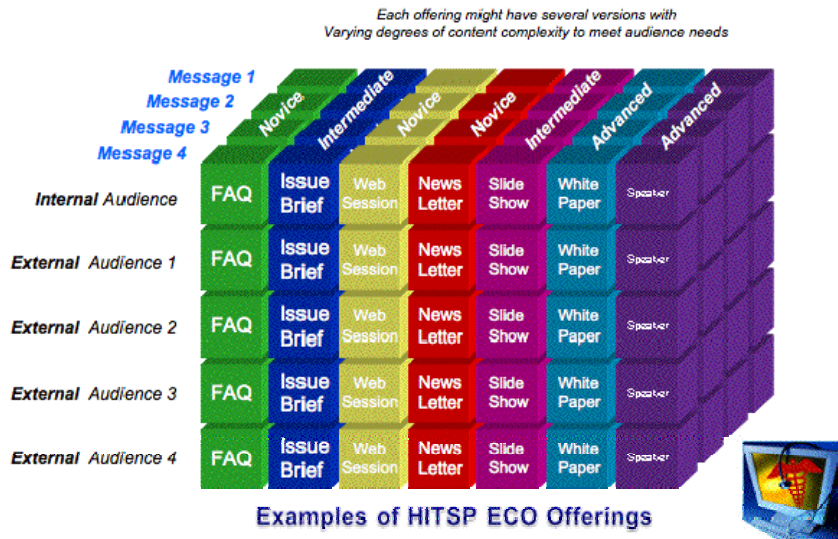 Each offering might have several versions with
Varying degrees of content complexity to meet audience needs
Message 1
Message 2
Message 3
Message 4
Novice
Intermediate
Novice
Novice
Intermediate
Advanced
Advanced
Internal Audience
FAQ
Issue
Brief
Web
Session
News
Letter
Slide
Show
White
Paper
Speaker
External Audience 1
FAQ
Issue
Brief
Web
Session
News
Letter
Slide
Show
White
Paper
Speaker
External Audience 2
FAQ
Issue
Brief
Web
Session
News
Letter
Slide
Show
White
Paper
Speaker
External Audience 3
FAQ
Issue
Brief
Web
Session
News
Letter
Slide
Show
White
Paper
Speaker
External Audience 4
FAQ
Issue
Brief
Web
Session
News
Letter
Slide
Show
White
Paper
Speaker
Examples of HITSP ECO Offerings